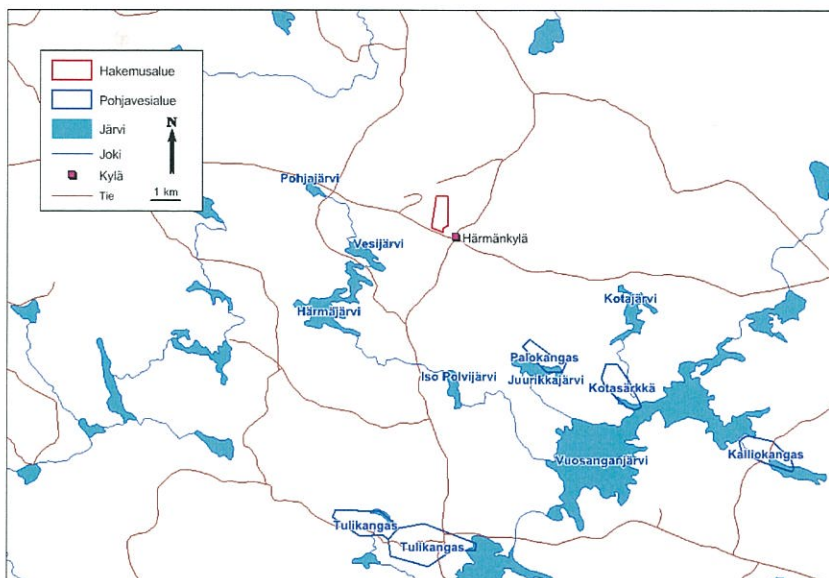 Hakemusalue
Pohjavesialue
Järvi
N
Joki
Kylä
Tie
1 km
Pohjajärvi
Härmänkylä
Vesijärvi
Härmäjärvi
Kotajärvi
Palokangas
Juurikkajärvi
Iso Polvijärvi
Kotasärkkä
Vuosanganjärvi
Kalliokangas
Tulikangas
Tulikangas